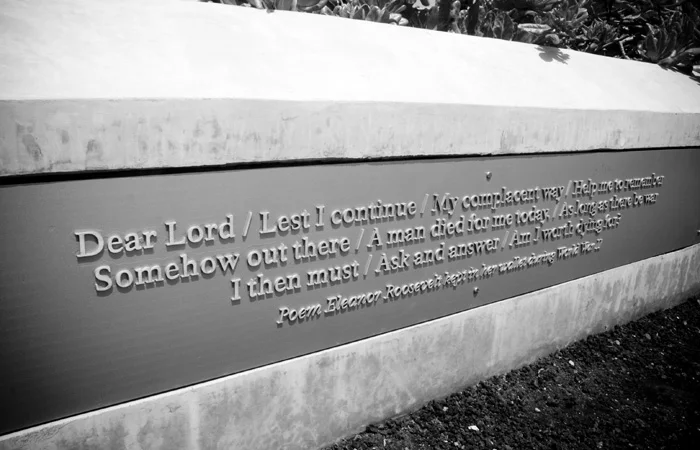 Dear Lord / Lest I continue / My complacent way / Help me to remember
Somehow out there / A man died for me today / As long as there be war
I then must / Ask and answer / Am I worth dying for?
Poem Eleanor Roosevelt kept in her wallet during World War II